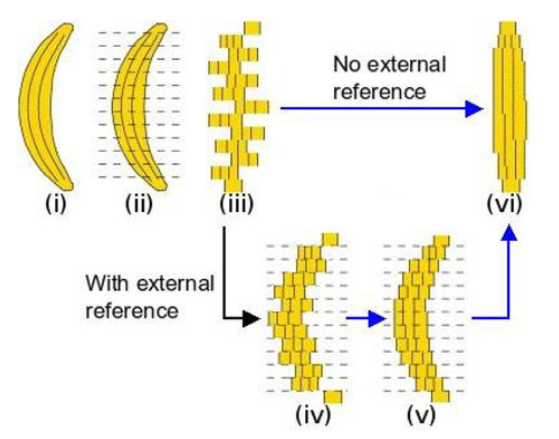 No external
reference
(i)
(ii)
(iii)
(vi)
With external
reference
(iv)
(v)